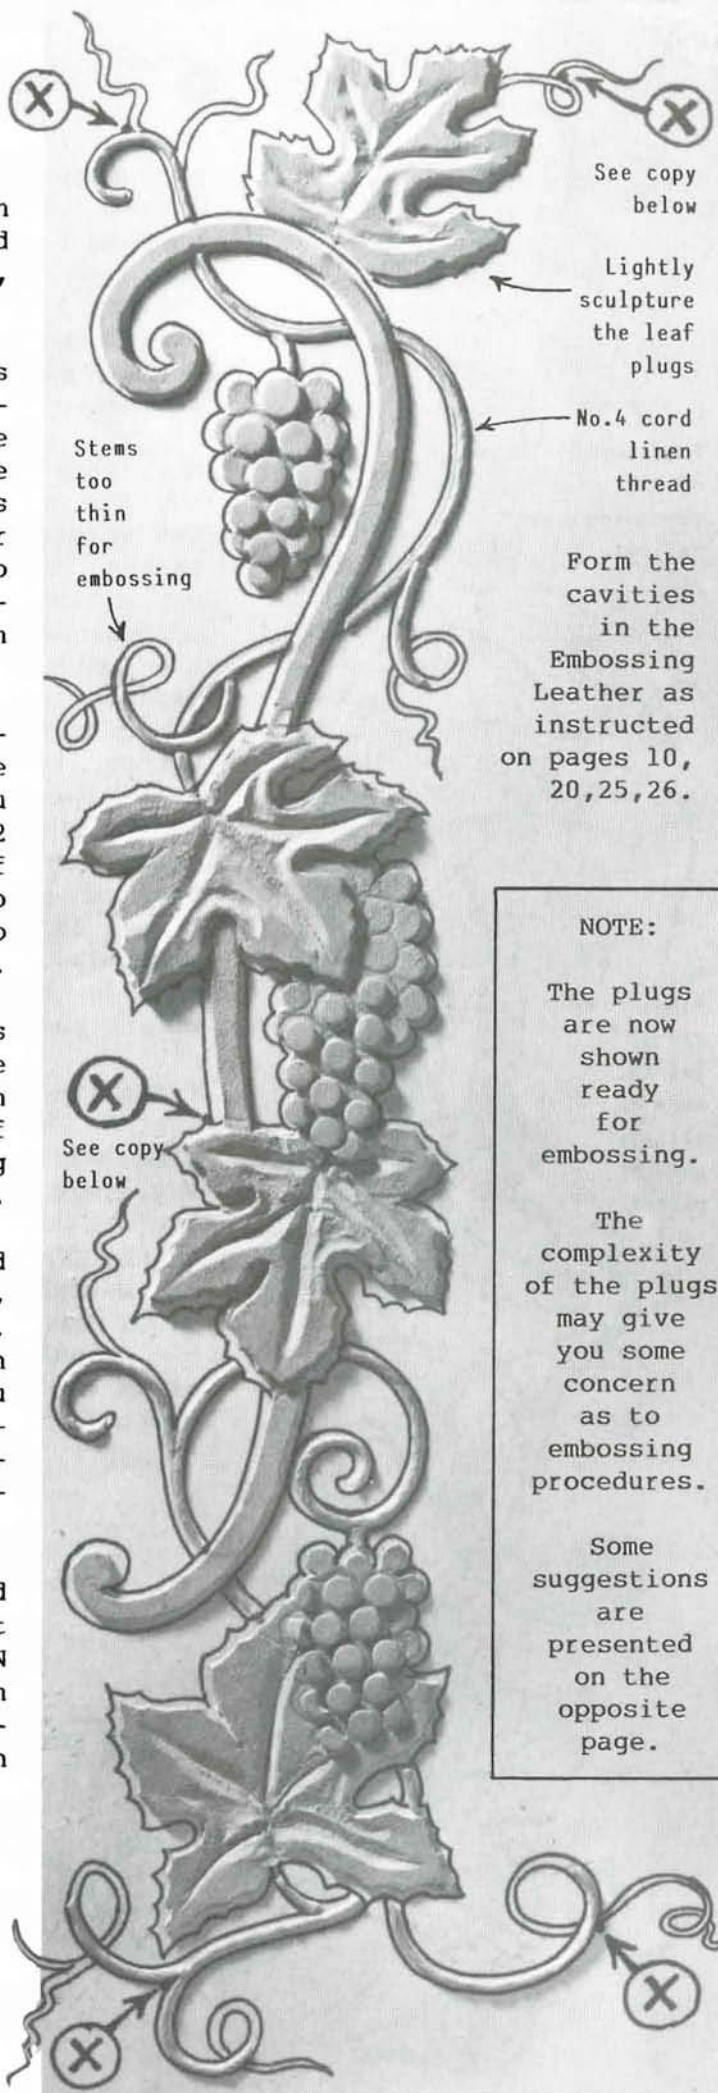 X
X
See copy
below
Lightly
sculpture
the leaf
plugs
No.4 cord
linen
thread
Stems
too
thin
for
embossing
Form the
cavities
in the
Embossing
Leather as
instructed
on pages 10,
20,25,26.
NOTE:
The plugs
are now
shown
ready
for
embossing.
The
complexity
of the plugs
may give
you some
concern
as to
embossing
procedures.
Some
suggestions
are
presented
on the
opposite
page.
X
See copy
below
X
X